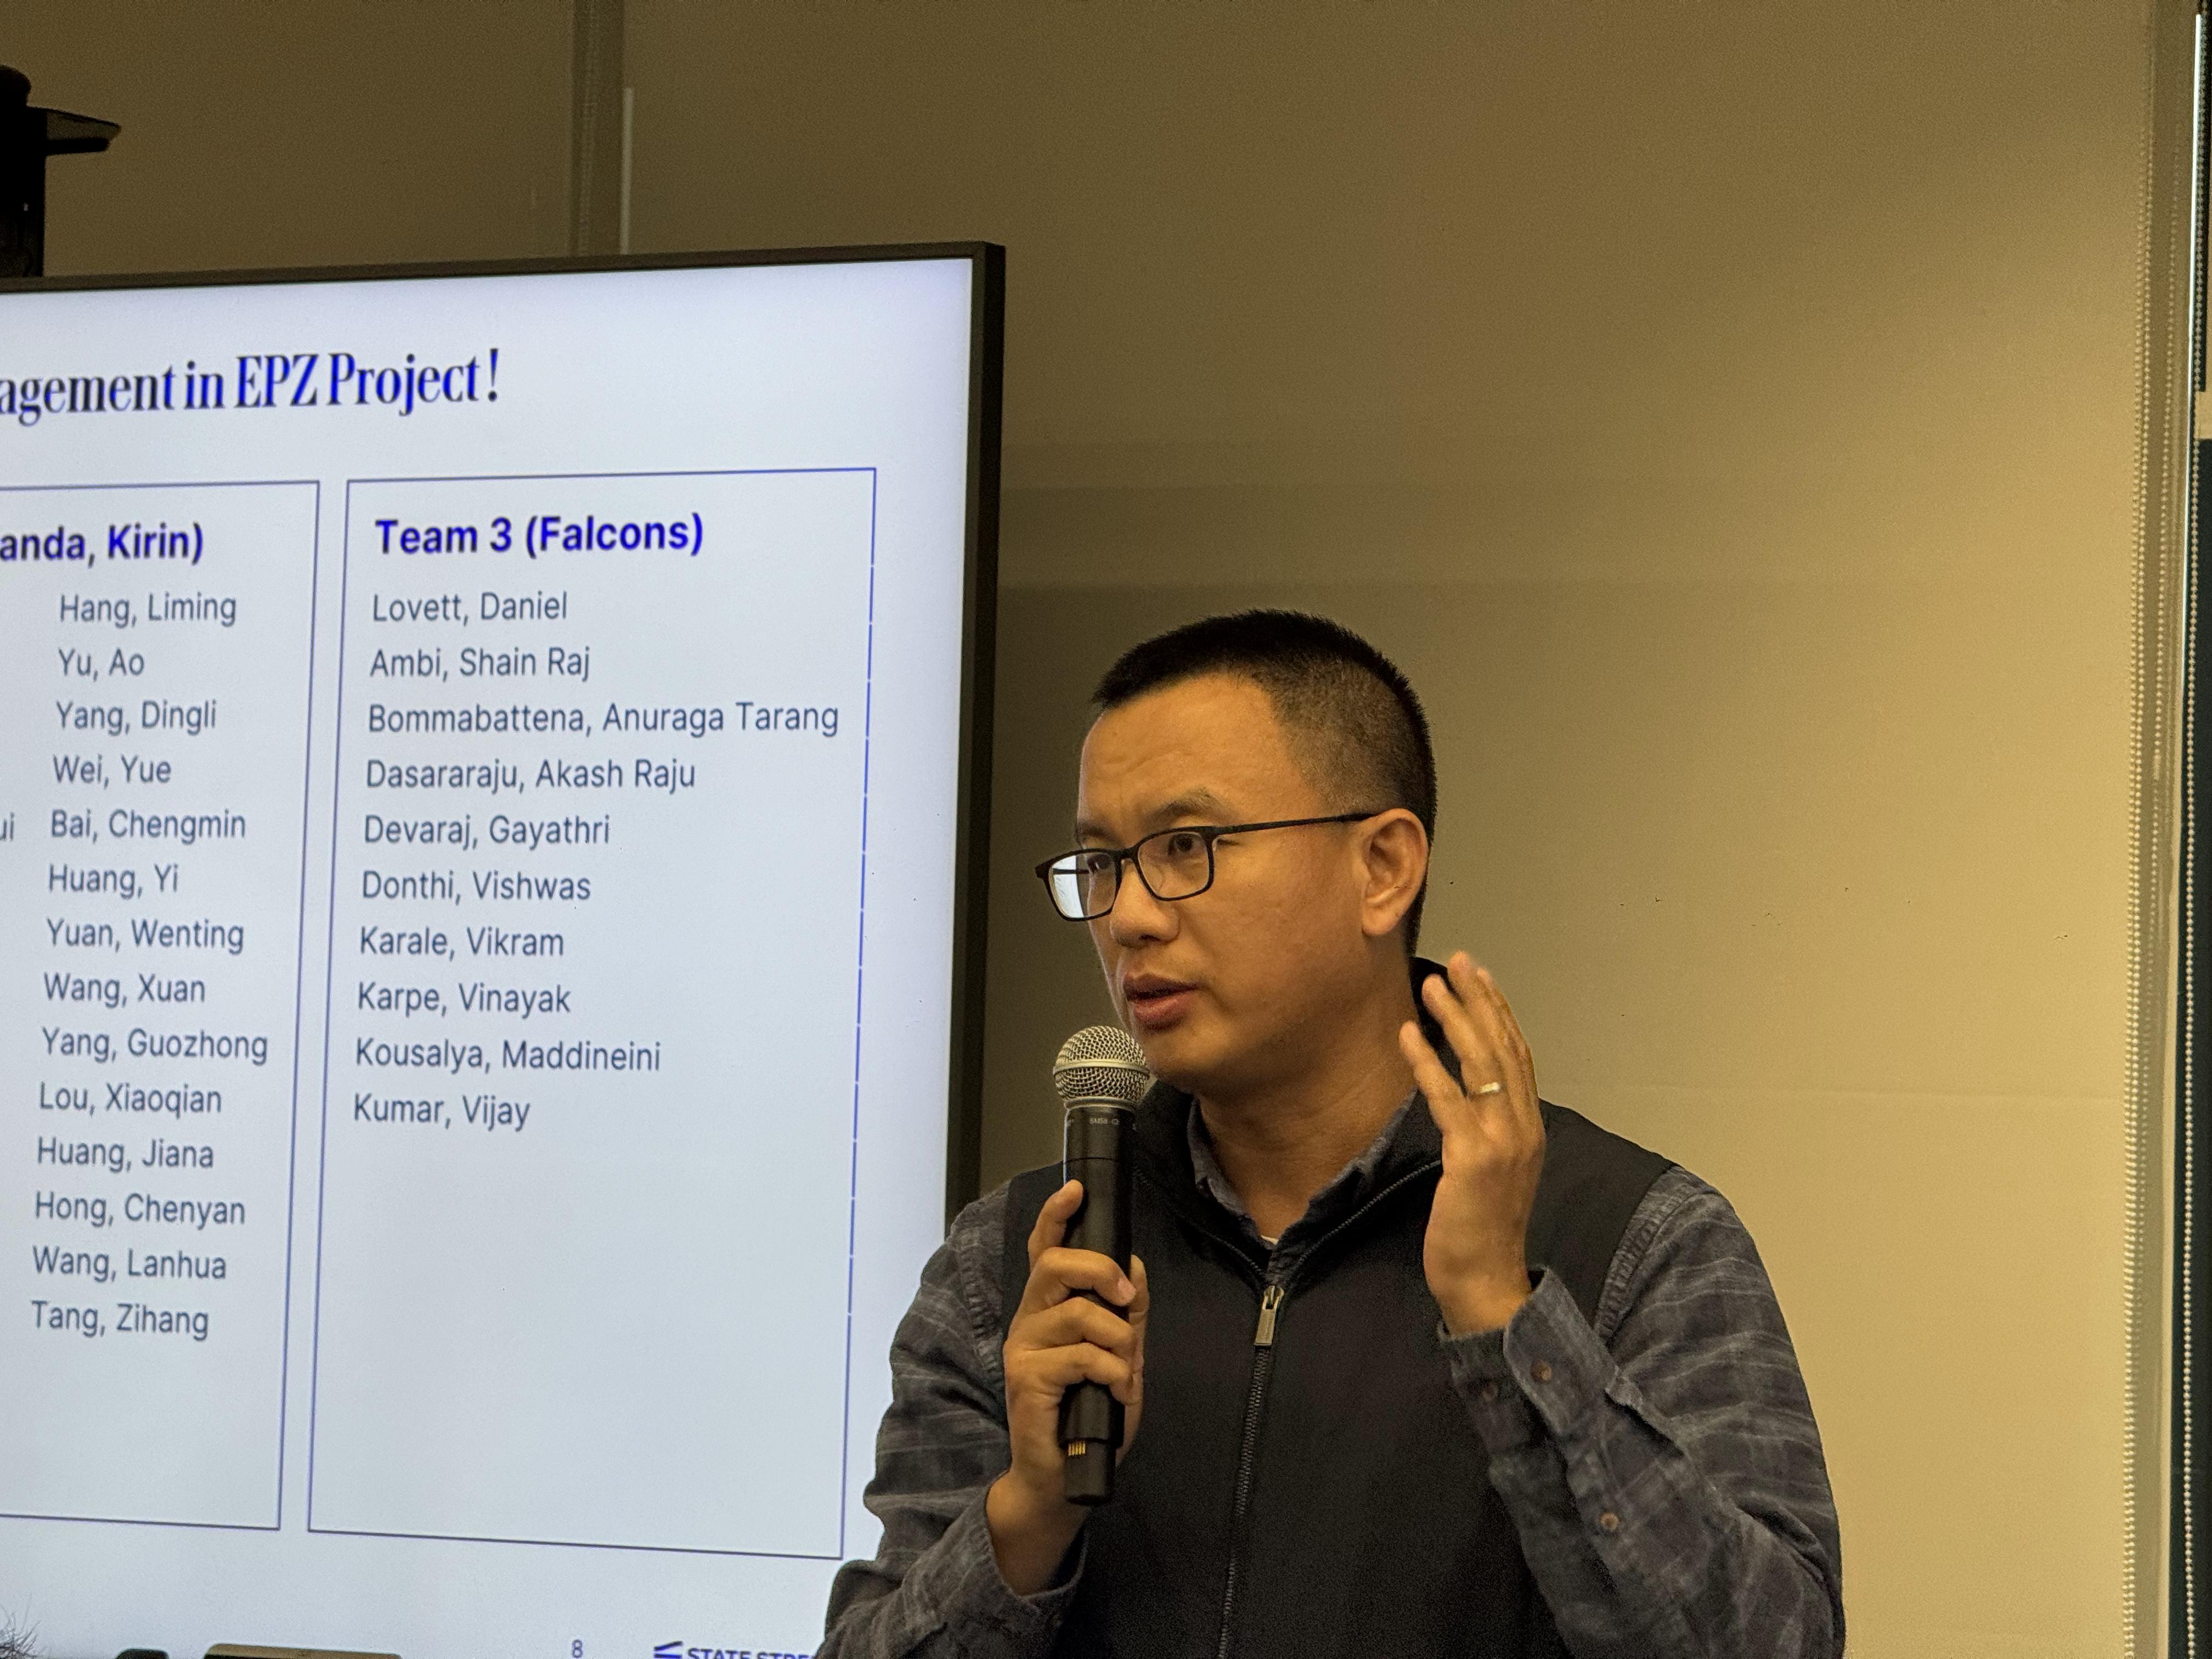 agement in EPZ Project!
anda, Kirin)
Hang, Liming
Yu, Ao
Yang, Dingli
Wei, Yue
ui Bai, Chengmin
Huang, Yi
Yuan, Wenting
Wang, Xuan
Yang, Guozhong
Lou, Xiaoqian
Huang, Jiana
Hong, Chenyan
Wang, Lanhua
Tang, Zihang
Team 3 (Falcons)
Lovett, Daniel
Ambi, Shain Raj
Bommabattena, Anuraga Tarang
Dasararaju, Akash Raju
Devaraj, Gayathri
Donthi, Vishwas
Karale, Vikram
Karpe, Vinayak
Kousalya, Maddineini
Kumar, Vijay
8
STATE STRE